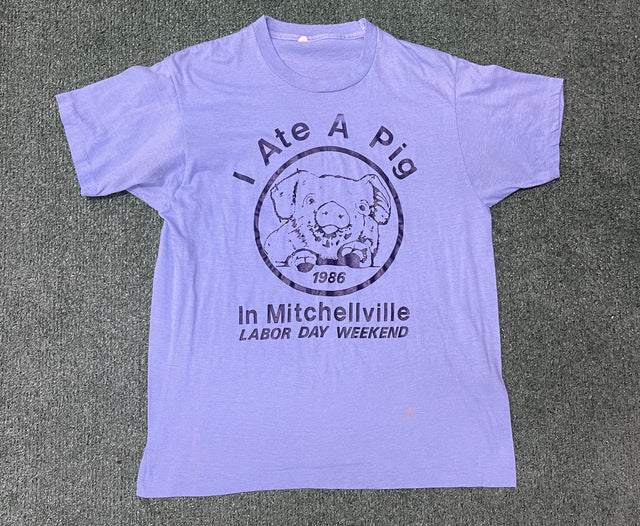 I Ate A Pig
1986
In Mitchellville
LABOR DAY WEEKEND